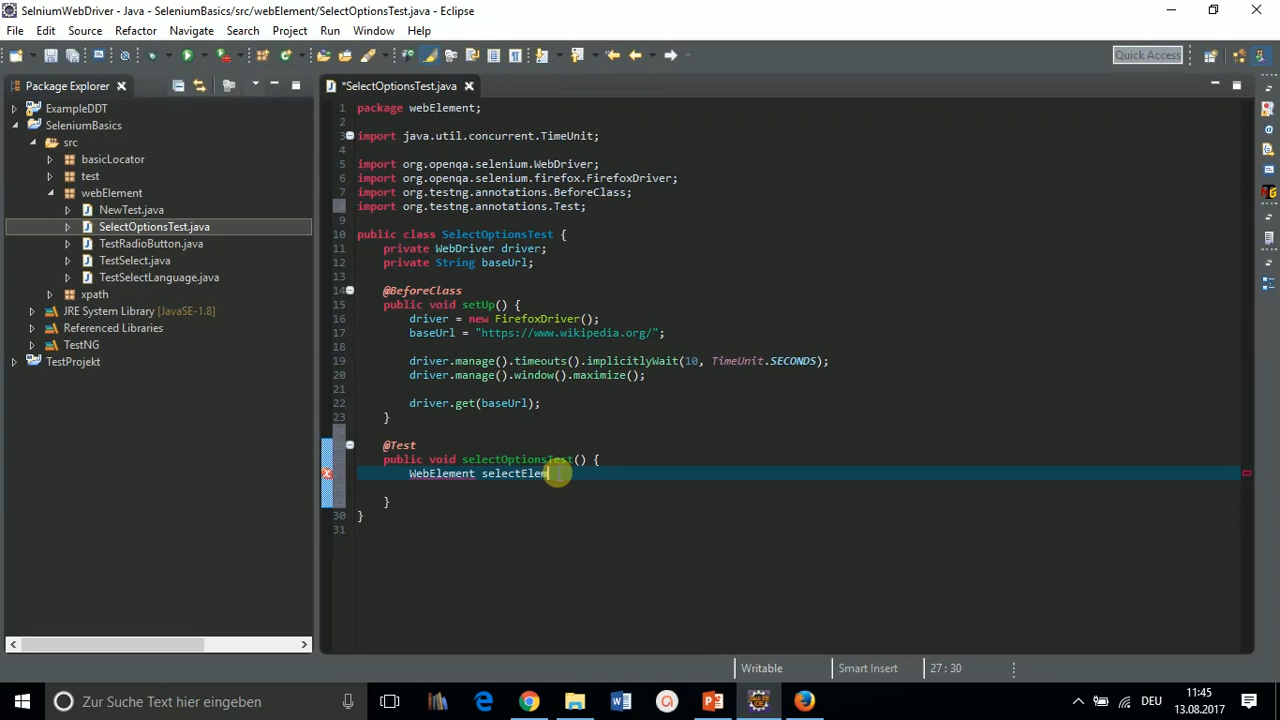 SelniumWebDriver - Java - SeleniumBasics/src/webElement/SelectOptionsTest.java - Eclipse
File Edit Source Refactor Navigate Search Project Run Window Help
Quick Access
Package Explorer
*SelectOptionsTest.java
ExampleDDT
SeleniumBasics
src
basicLocator
test
webElement
NewTest.java
SelectOptionsTest.java
TestRadioButton.java
TestSelect.java
TestSelectLanguage.java
xpath
JRE System Library [JavaSE-1.8]
Referenced Libraries
TestNG
TestProjekt
1 package webElement;
2
3 import java.util.concurrent.TimeUnit;
4
5 import org.openqa.selenium.WebDriver;
6 import org.openqa.selenium.firefox.FirefoxDriver;
7 import org.testng.annotations.BeforeClass;
8 import org.testng.annotations.Test;
9
10 public class SelectOptionsTest {
11 private WebDriver driver;
12 private String baseUrl;
13
14 @BeforeClass
15 public void setUp() {
16 driver = new FirefoxDriver();
17 baseUrl = "https://www.wikipedia.org/";
18
19 driver.manage().timeouts().implicitlyWait(10, TimeUnit.SECONDS);
20 driver.manage().window().maximize();
21
22 driver.get(baseUrl);
23 }
@Test
public void selectOptionsTest() {
WebElement selectElem
}
30 }
31
Writable Smart Insert 27 : 30
Zur Suche Text hier eingeben
DEU
11:45
13.08.2017